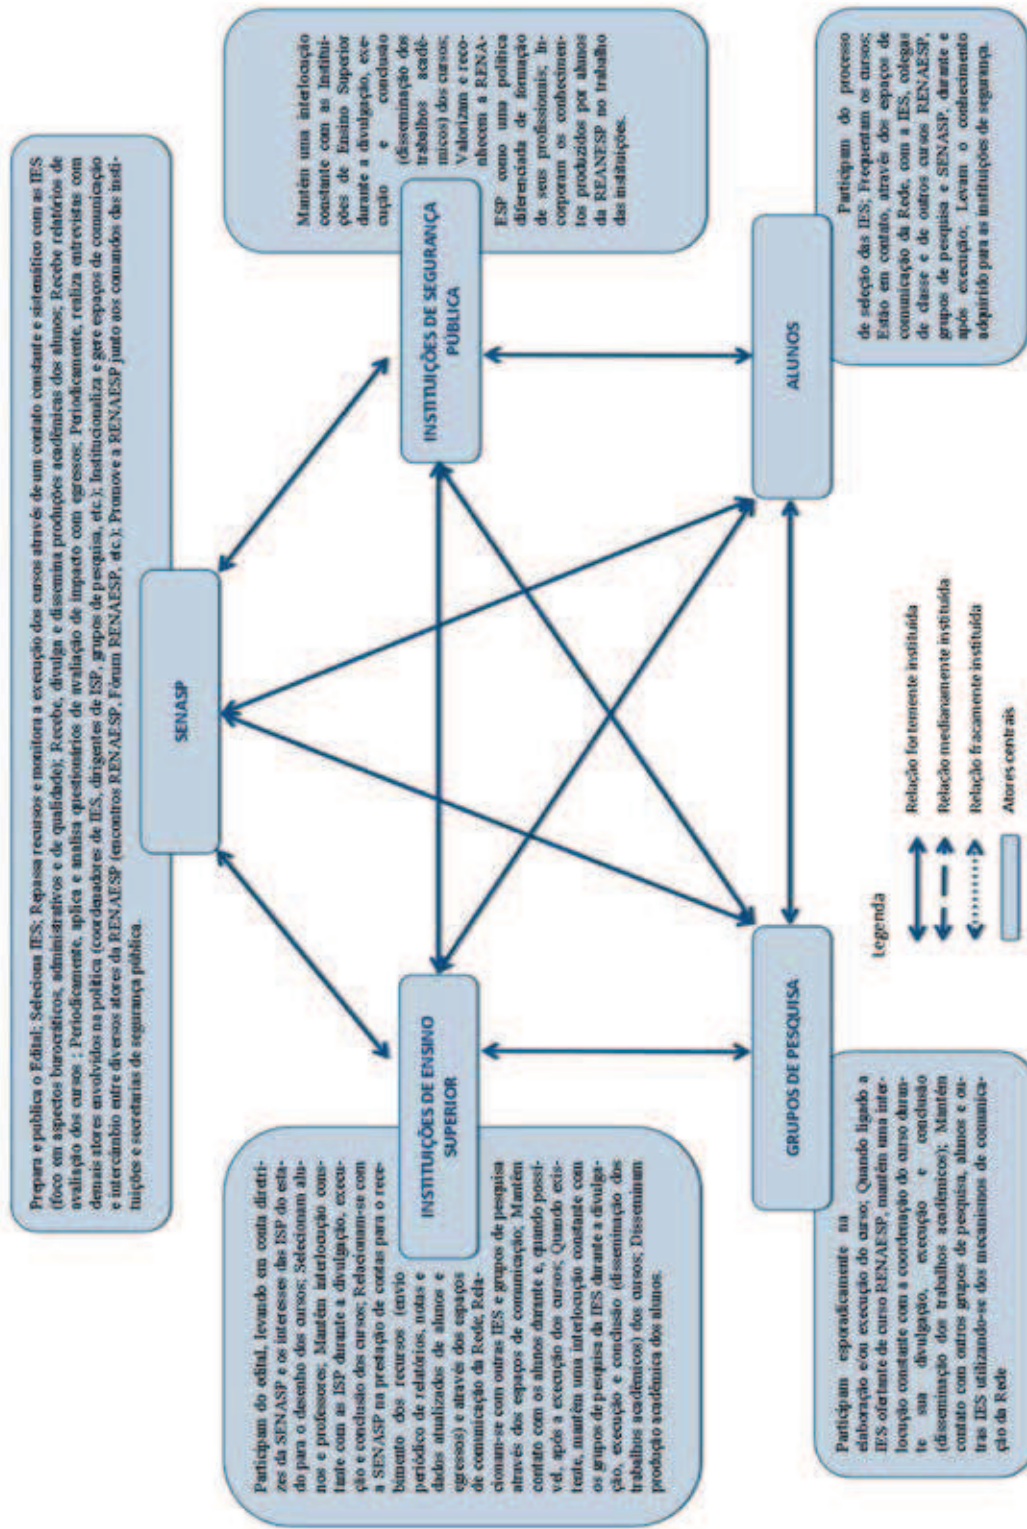 Prepara e publica o Edital; Seleciona IES; Repassa recursos e monitora a execução dos cursos através de um contato constante e sistemático com as IES
(foco em aspectos burocráticos, administrativos e de qualidade); Recebe, divulga e dissemina produções acadêmicas dos alunos; Recebe relatórios de
avaliação dos cursos ; Periodicamente, aplica e analisa questionários de avaliação de impacto com egressos; Periodicamente, realiza entrevistas com
demais atores envolvidos na política (coordenadores de IES, dirigentes de ISP, grupos de pesquisa, etc.); Institucionaliza e gere espaços de comunicação
e intercâmbio entre diversos atores da RENAESP (encontros RENAESP, Fórum RENAESP, etc.); Promove a RENAESP junto aos comandos das insti-
tuições e secretarias de segurança pública.
SENASP
Participam do edital, levando em conta diretri-
zes da SENASP e os interesses das ISP do esta-
do para o desenho dos cursos; Selecionam alu-
nos e professores; Mantém interlocução cons-
tante com as ISP durante a divulgação, execu-
ção e conclusão dos cursos; Relacionam-se com
a SENASP na prestação de contas para o rece-
bimento dos recursos (envio
periódico de relatórios, notas e
dados atualizados de alunos e
egressos) e através dos espaços
de comunicação da Rede; Rela-
cionam-se com outras IES e grupos de pesquisa
através dos espaços de comunicação; Mantém
contato com os alunos durante e, quando possí-
vel, após a execução dos cursos; Quando exis-
tente, mantêm uma interlocução constante com
os grupos de pesquisa da IES durante a divulga-
ção, execução e conclusão (disseminação dos
trabalhos acadêmicos) dos cursos; Disseminam
produção acadêmica dos alunos.
INSTITUIÇÕES DE ENSINO
SUPERIOR
INSTITUIÇÕES DE SEGURANÇA
PÚBLICA
Mantém uma interlocução
constante com as Institui-
ções de Ensino Superior
durante a divulgação, exe-
cução e conclusão
(disseminação dos
trabalhos acadê-
micos) dos cursos;
Valorizam e reco-
nhecem a RENA-
ESP como uma política
diferenciada de formação
de seus profissionais; In-
corporam os conhecimen-
tos produzidos por alunos
da REANESP no trabalho
das instituições.
GRUPOS DE PESQUISA
Participam esporadicamente na
elaboração e/ou execução do curso; Quando ligado a
IES ofertante de curso RENAESP, mantém uma inter-
locução constante com a coordenação do curso duran-
te sua divulgação, execução e conclusão
(disseminação dos trabalhos acadêmicos); Mantém
contato com outros grupos de pesquisa, alunos e ou-
tras IES utilizando-se dos mecanismos de comunica-
ção da Rede
ALUNOS
Participam do processo
de seleção das IES; Frequentam os cursos;
Estão em contato, através dos espaços de
comunicação da Rede, com a IES, colegas
de classe e de outros cursos RENAESP,
grupos de pesquisa e SENASP, durante e
após execução; Levam o conhecimento
adquirido para as instituições de segurança.
Legenda
Relação fortemente instituída
Relação medianamente instituída
Relação fracamente instituída
Atores centrais